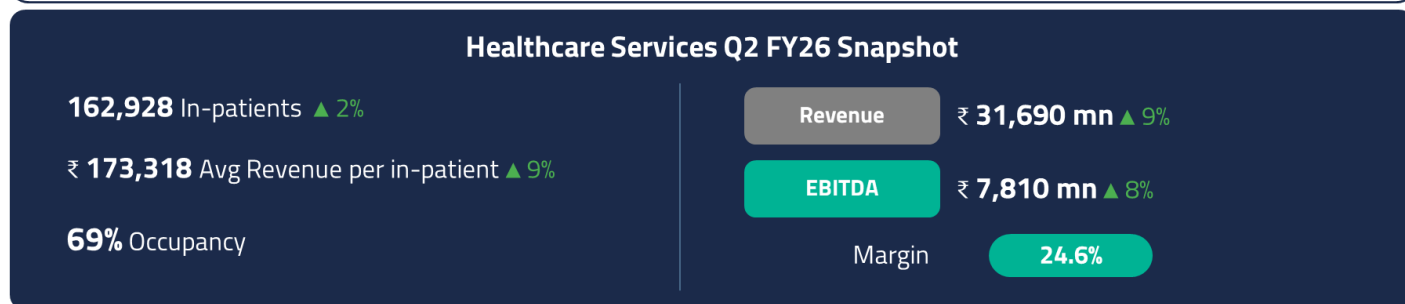 Healthcare Services Q2 FY26 Snapshot
162,928 In-patients ▲ 2%
₹ 173,318 Avg Revenue per in-patient ▲ 9%
69% Occupancy
Revenue ₹ 31,690 mn ▲ 9%
EBITDA ₹ 7,810 mn ▲ 8%
Margin 24.6%